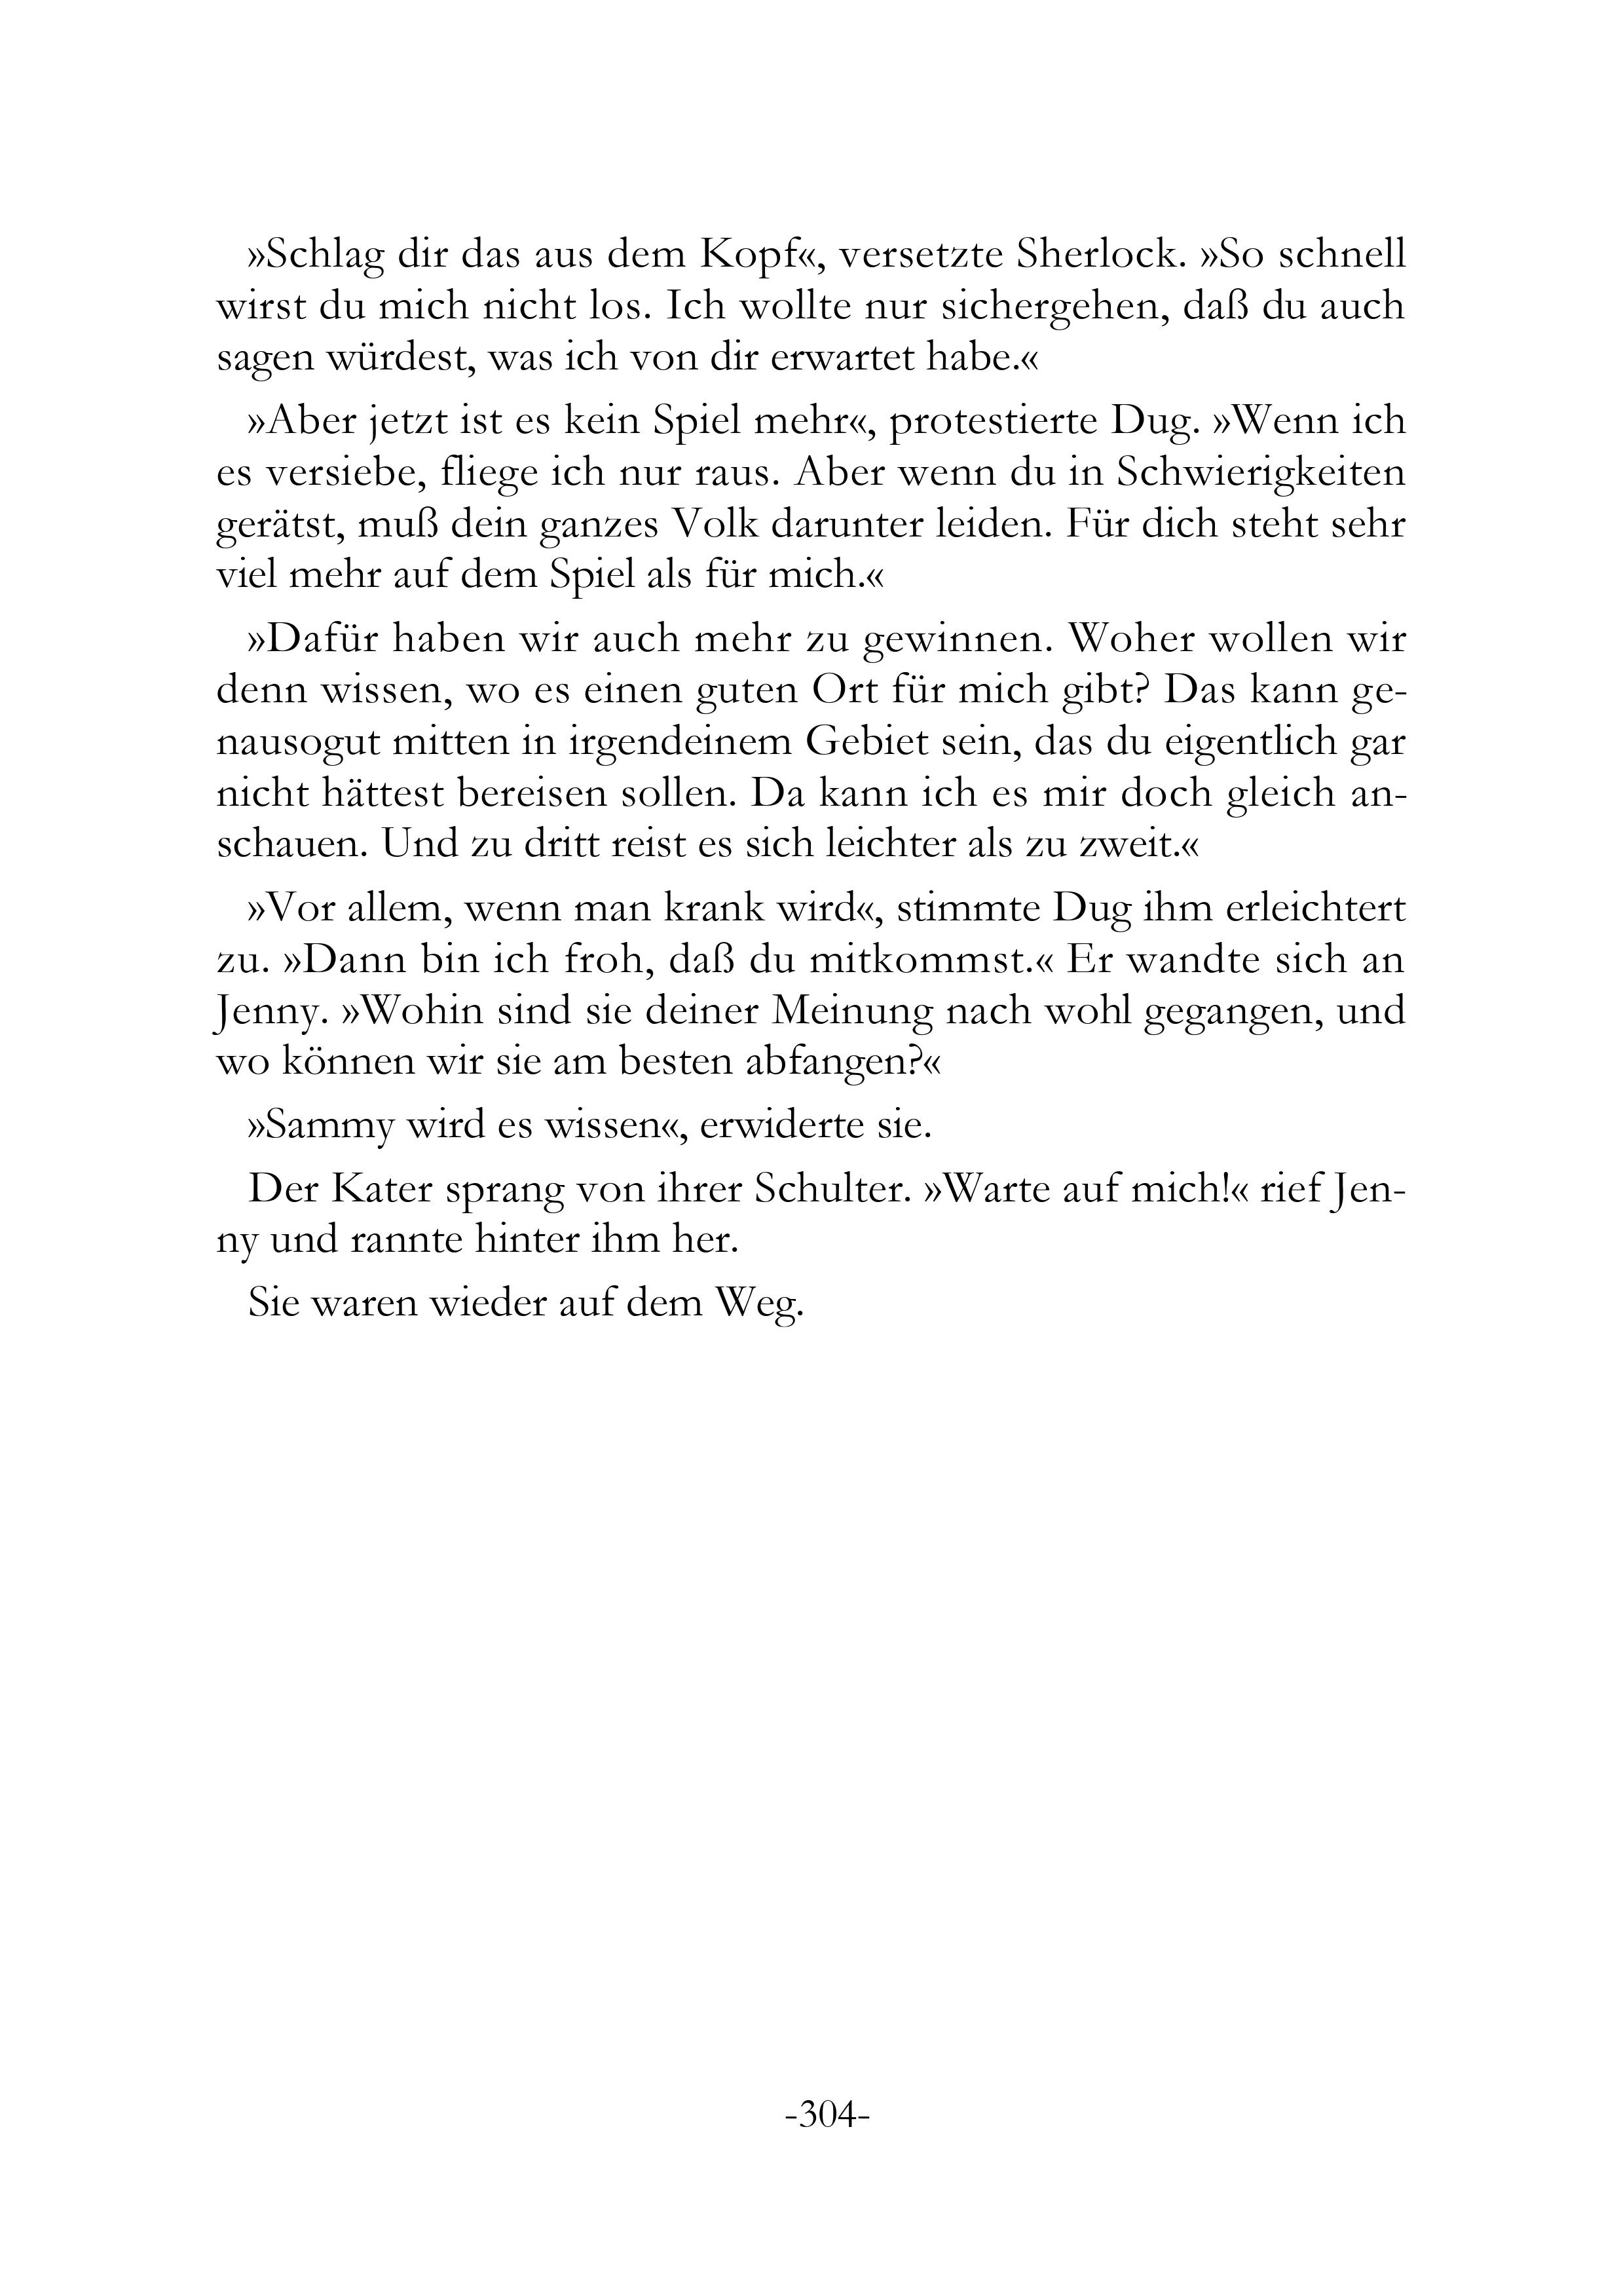 »Schlag dir das aus dem Kopf«, versetzte Sherlock. »So schnell
wirst du mich nicht los. Ich wollte nur sichergehen, daß du auch
sagen würdest, was ich von dir erwartet habe.«
»Aber jetzt ist es kein Spiel mehr«, protestierte Dug. »Wenn ich
es versiebe, fliege ich nur raus. Aber wenn du in Schwierigkeiten
gerätst, muß dein ganzes Volk darunter leiden. Für dich steht sehr
viel mehr auf dem Spiel als für mich.«
»Dafür haben wir auch mehr zu gewinnen. Woher wollen wir
denn wissen, wo es einen guten Ort für mich gibt? Das kann ge-
nausogut mitten in irgendeinem Gebiet sein, das du eigentlich gar
nicht hättest bereisen sollen. Da kann ich es mir doch gleich an-
schauen. Und zu dritt reist es sich leichter als zu zweit.«
»Vor allem, wenn man krank wird«, stimmte Dug ihm erleichtert
zu. »Dann bin ich froh, daß du mitkommst.« Er wandte sich an
Jenny. »Wohin sind sie deiner Meinung nach wohl gegangen, und
wo können wir sie am besten abfangen?«
»Sammy wird es wissen«, erwiderte sie.
Der Kater sprang von ihrer Schulter. »Warte auf mich!« rief Jen-
ny und rannte hinter ihm her.
Sie waren wieder auf dem Weg.
-304-